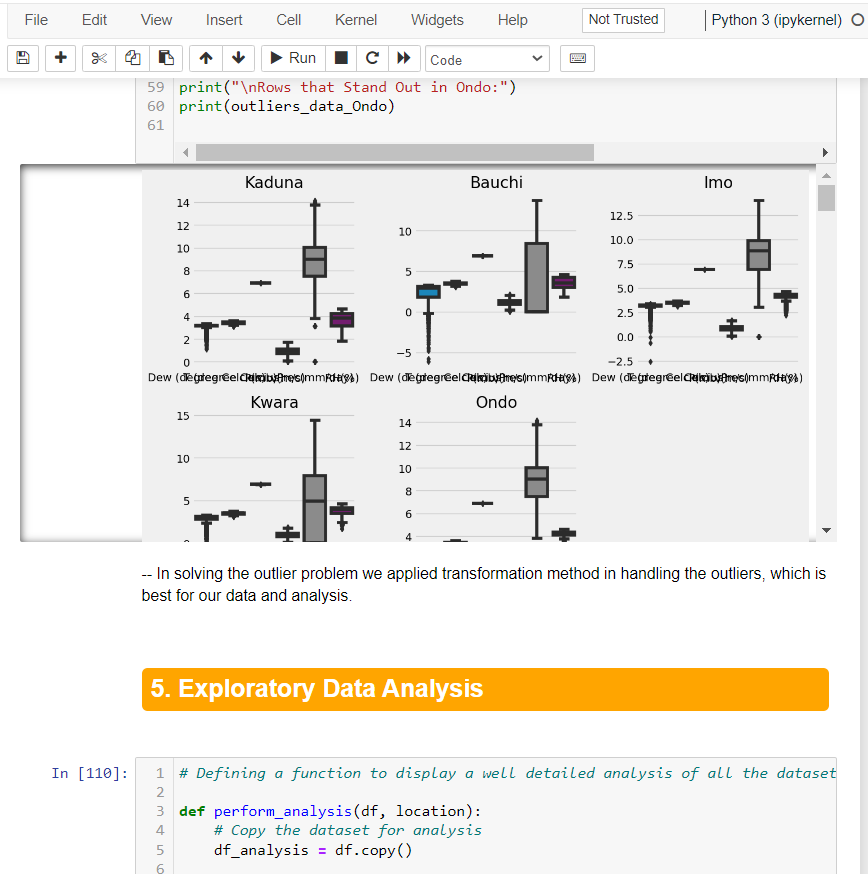 File Edit View Insert Cell Kernel Widgets Help Not Trusted Python 3 (ipykernel)
Run Code
59 print("\nRows that Stand Out in Ondo:")
60 print(outliers_data_Ondo)
61
Kaduna Bauchi Imo
14
12
10
8
6
4
2
0
10
5
0
−5
12.5
10.0
7.5
5.0
2.5
0.0
−2.5
Dew (
RH(%)
Dew (
RH(%)
Dew (
RH(%)
Kwara Ondo
15
10
5
14
12
10
8
6
4
-- In solving the outlier problem we applied transformation method in handling the outliers, which is
best for our data and analysis.
5. Exploratory Data Analysis
In [110]:
1 # Defining a function to display a well detailed analysis of all the dataset
2
3 def perform_analysis(df, location):
4 # Copy the dataset for analysis
5 df_analysis = df.copy()
6